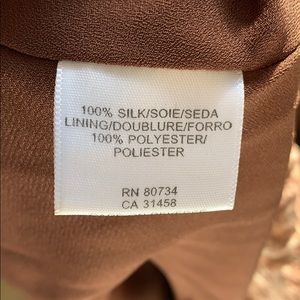 100% SILK/SOIE/SEDA
LINING/DOUBLURE/FORRO
100% POLYESTER/
POLIESTER
RN 80734
CA 31458